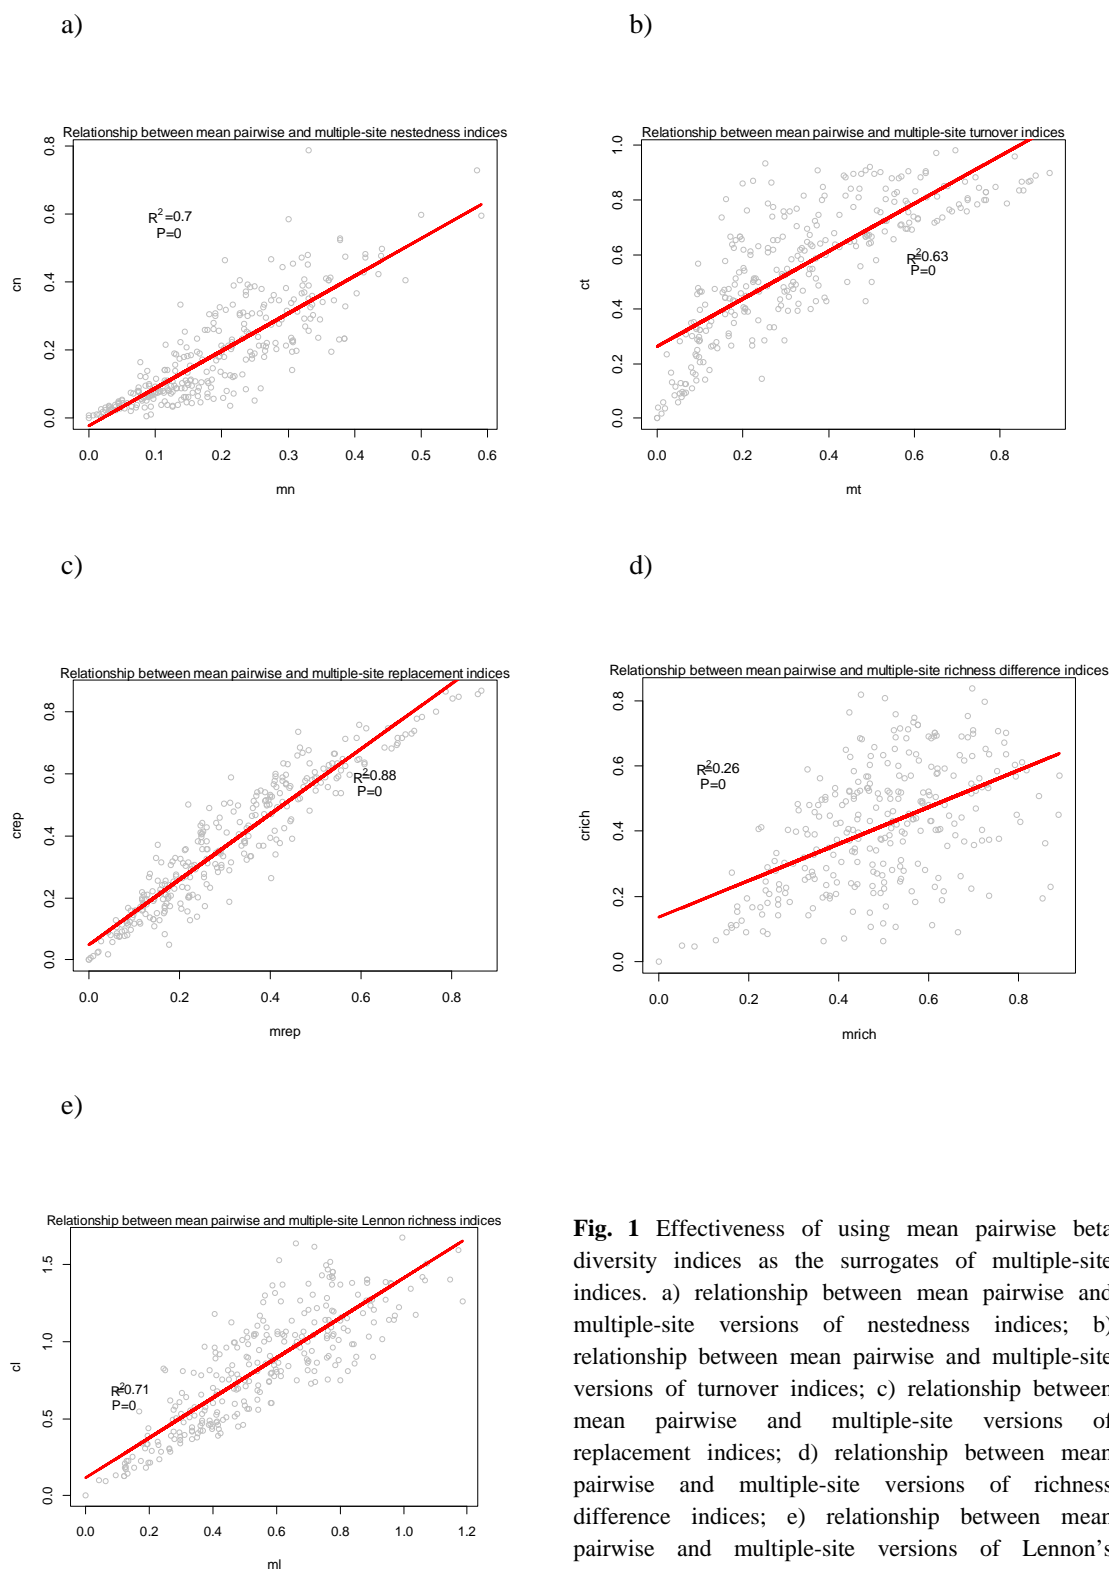 a)
b)
Relationship between mean pairwise and multiple-site nestedness indices
R2=0.7
P=0
cn
0.0
0.2
0.4
0.6
0.8
0.0 0.1 0.2 0.3 0.4 0.5 0.6
mn
Relationship between mean pairwise and multiple-site turnover indices
R2=0.63
P=0
ct
0.0
0.2
0.4
0.6
0.8
1.0
0.0 0.2 0.4 0.6 0.8
mt
c)
d)
Relationship between mean pairwise and multiple-site replacement indices
R2=0.88
P=0
crep
0.0
0.2
0.4
0.6
0.8
0.0 0.2 0.4 0.6 0.8
mrep
Relationship between mean pairwise and multiple-site richness difference indices
R2=0.26
P=0
crich
0.0
0.2
0.4
0.6
0.8
0.0 0.2 0.4 0.6 0.8
mrich
e)
Relationship between mean pairwise and multiple-site Lennon richness indices
R2=0.71
P=0
cl
0.0
0.5
1.0
1.5
0.0 0.2 0.4 0.6 0.8 1.0 1.2
ml
Fig. 1 Effectiveness of using mean pairwise beta
diversity indices as the surrogates of multiple-site
indices. a) relationship between mean pairwise and
multiple-site versions of nestedness indices; b)
relationship between mean pairwise and multiple-site
versions of turnover indices; c) relationship between
mean pairwise and multiple-site versions of
replacement indices; d) relationship between mean
pairwise and multiple-site versions of richness
difference indices; e) relationship between mean
pairwise and multiple-site versions of Lennon's